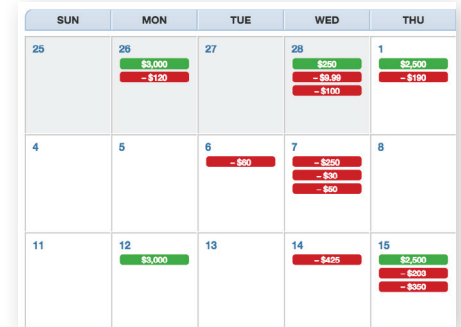 SUN MON TUE WED THU
25 26 27 28 1
$3,000 $250 $2,500
– $120 – $9.99 – $190
– $100
4 5 6 7 8
– $60 – $250
– $30
– $60
11 12 13 14 15
$3,000 – $425 $2,500
– $203
– $350